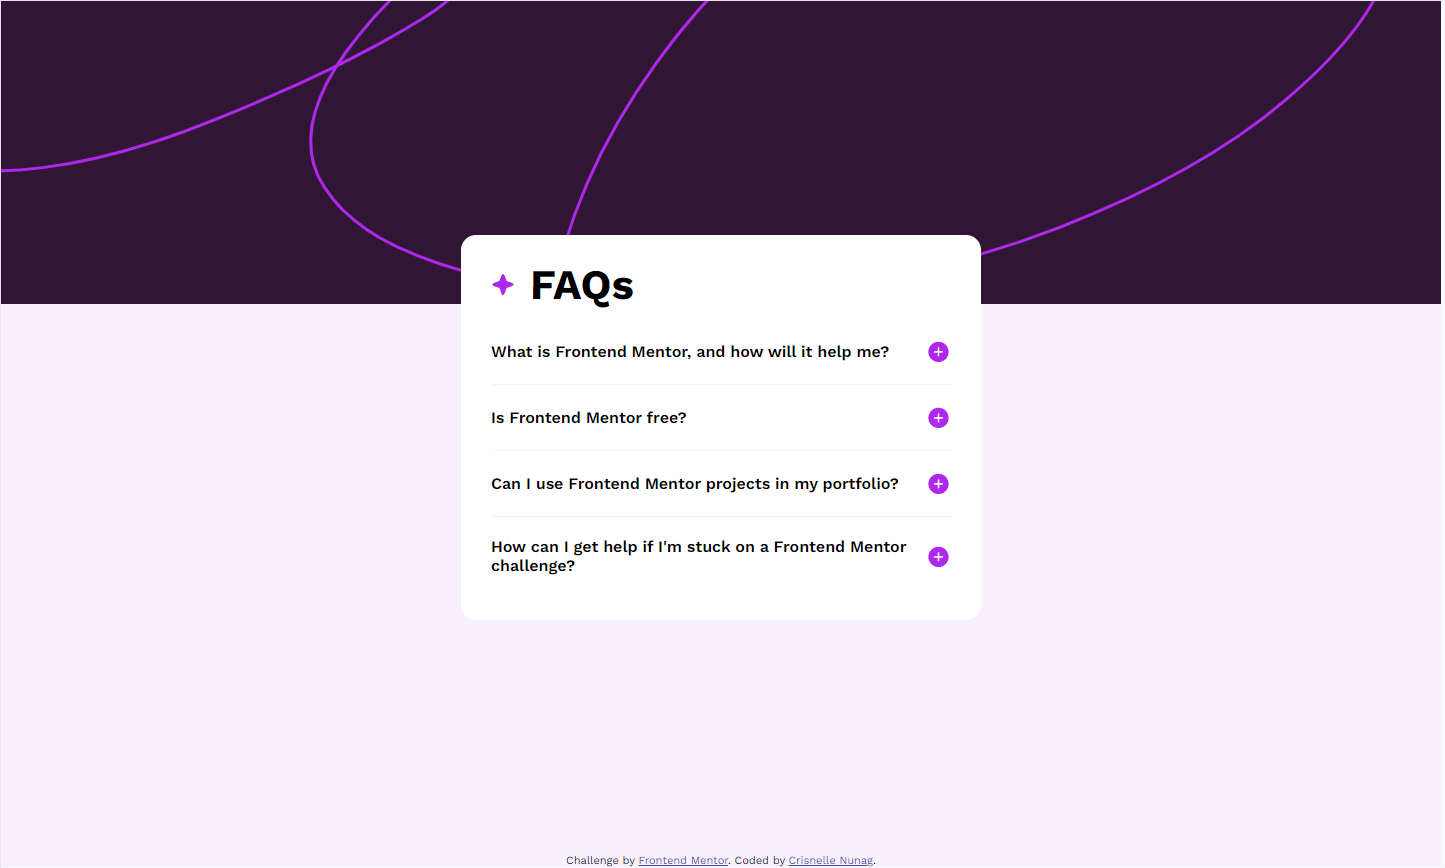 FAQs
What is Frontend Mentor, and how will it help me?
Is Frontend Mentor free?
Can I use Frontend Mentor projects in my portfolio?
How can I get help if I'm stuck on a Frontend Mentor
challenge?
Challenge by Frontend Mentor. Coded by Crisnelle Nunag.